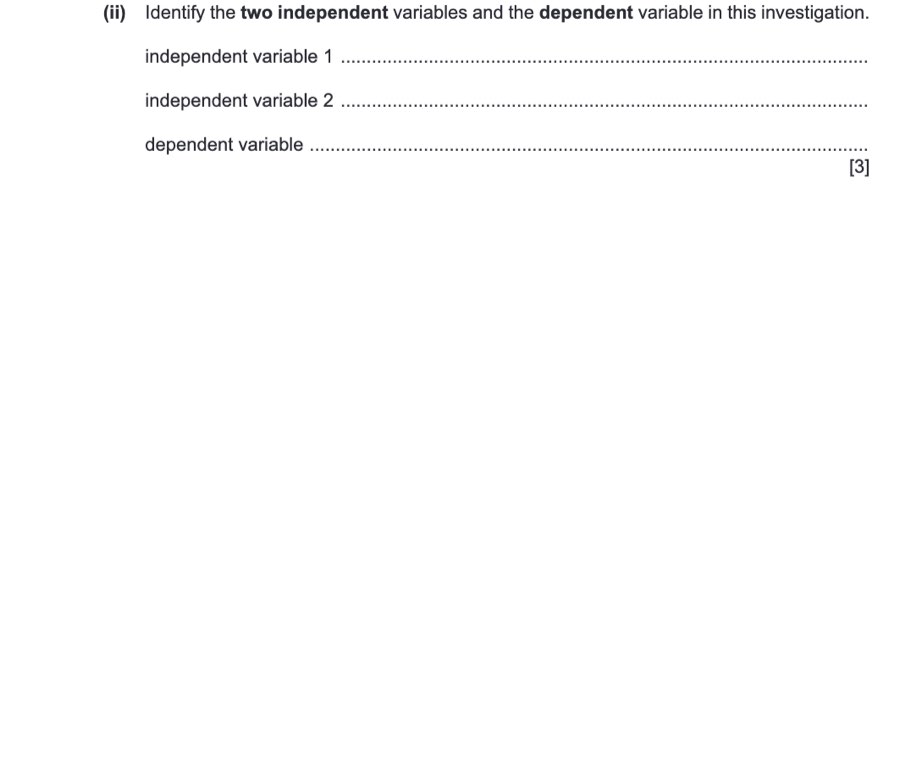 (ii) Identify the two independent variables and the dependent variable in this investigation.
independent variable 1 ..........................................................................................................
independent variable 2 ..........................................................................................................
dependent variable ................................................................................................................
[3]